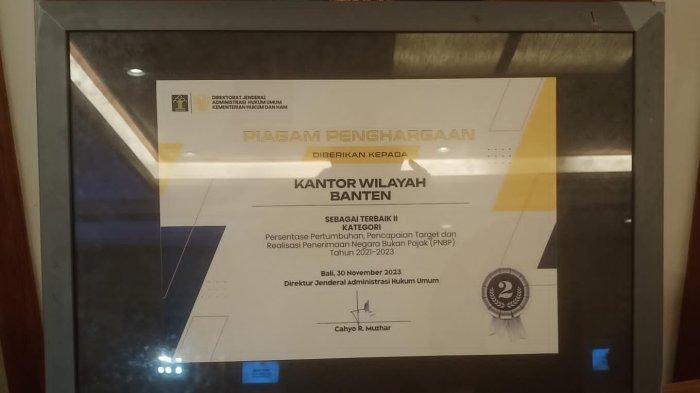 DIREKTORAT JENDERAL
ADMINISTRASI HUKUM UMUM
KEMENTERIAN HUKUM DAN HAM
PIAGAM PENGHARGAAN
DIBERIKAN KEPADA
KANTOR WILAYAH
BANTEN
SEBAGAI TERBAIK II
KATEGORI
Persentase Pertumbuhan, Pencapaian Target dan
Realisasi Penerimaan Negara Bukan Pajak (PNBP)
Tahun 2021-2023
Bali, 30 November 2023
Direktur Jenderal Administrasi Hukum Umum
Cahyo R. Muzhar
2